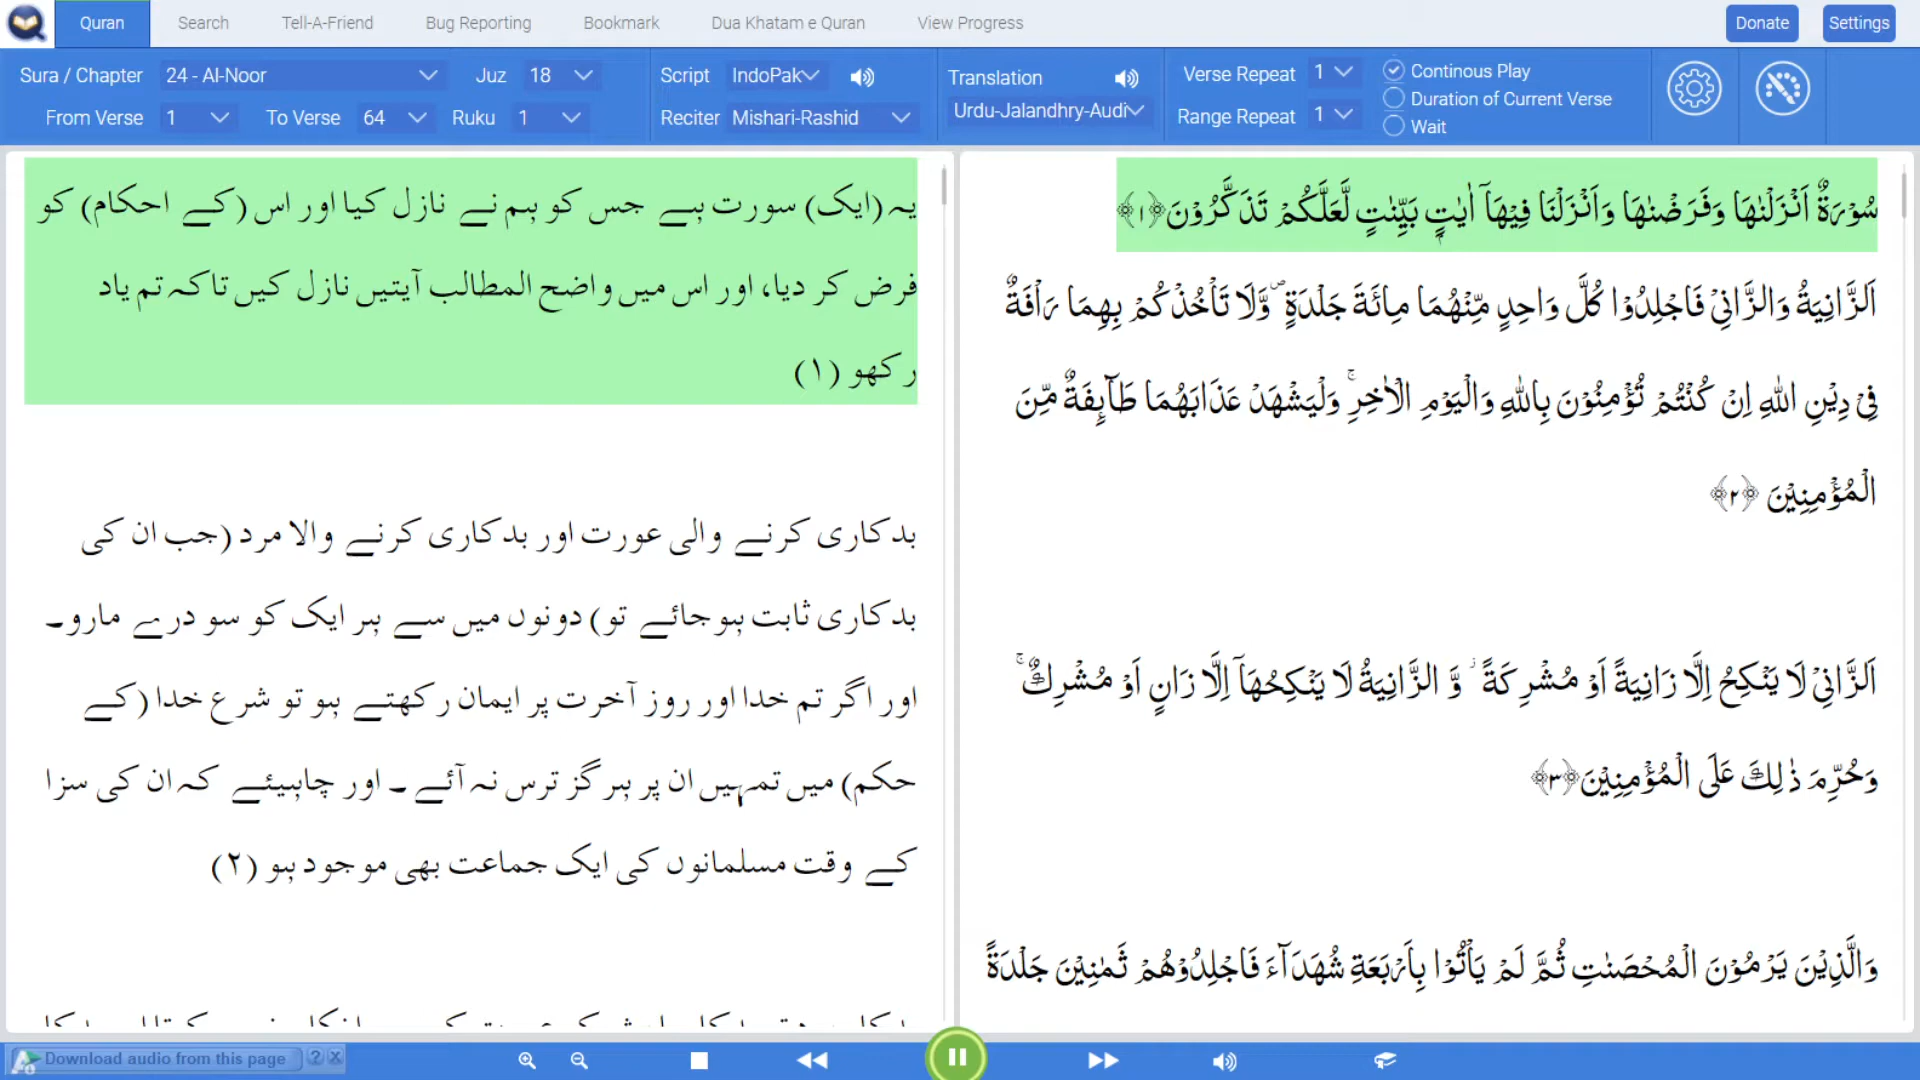 Quran
Search
Tell-A-Friend
Bug Reporting
Bookmark
Dua Khatam e Quran
View Progress
Donate
Settings
Sura / Chapter
24 - Al-Noor
Juz
18
Script
IndoPak
Translation
Verse Repeat
1
Continous Play
Duration of Current Verse
Wait
From Verse
1
To Verse
64
Ruku
1
Reciter
Mishari-Rashid
Urdu-Jalandhry-Audi
Range Repeat
1
یہ (ایک) سورت ہے جس کو ہم نے نازل کیا اور اس (کے احکام) کو
فرض کر دیا، اور اس میں واضح المطالب آیتیں نازل کیں تاکہ تم یاد
رکھو (۱)
بدکاری کرنے والی عورت اور بدکاری کرنے والا مرد (جب ان کی
بدکاری ثابت ہوجائے تو) دونوں میں سے ہر ایک کو سو درے مارو۔
اور اگر تم خدا اور روز آخرت پر ایمان رکھتے ہو تو شرع خدا (کے
حکم) میں تمہیں ان پر ہرگز ترس نہ آئے۔ اور چاہیئے کہ ان کی سزا
کے وقت مسلمانوں کی ایک جماعت بھی موجود ہو (۲)
سُوْرَةٌ اَنْزَلْنٰهَا وَفَرَضْنٰهَا وَاَنْزَلْنَا فِيْهَاۤ اٰيٰتٍۭ بَيِّنٰتٍ لَّعَلَّكُمْ تَذَكَّرُوْنَ﴿۱﴾
اَلزَّانِيَةُ وَالزَّانِيْ فَاجْلِدُوْا كُلَّ وَاحِدٍ مِّنْهُمَا مِائَةَ جَلْدَةٍ ۖ وَّلَا تَاْخُذْكُمْ بِهِمَا رَاْفَةٌ
فِيْ دِيْنِ اللّٰهِ اِنْ كُنْتُمْ تُؤْمِنُوْنَ بِاللّٰهِ وَالْيَوْمِ الْاٰخِرِ ۚ وَلْيَشْهَدْ عَذَابَهُمَا طَآٮِٕفَةٌ مِّنَ
الْمُؤْمِنِيْنَ ﴿۲﴾
اَلزَّانِيْ لَا يَنْكِحُ اِلَّا زَانِيَةً اَوْ مُشْرِكَةً ۙ وَّ الزَّانِيَةُ لَا يَنْكِحُهَاۤ اِلَّا زَانٍ اَوْ مُشْرِكٌ ۚ
وَحُرِّمَ ذٰلِكَ عَلَى الْمُؤْمِنِيْنَ﴿۳﴾
وَالَّذِيْنَ يَرْمُوْنَ الْمُحْصَنٰتِ ثُمَّ لَمْ يَاْتُوْا بِاَرْبَعَةِ شُهَدَآءَ فَاجْلِدُوْهُمْ ثَمٰنِيْنَ جَلْدَةً
Download audio from this page
?
X